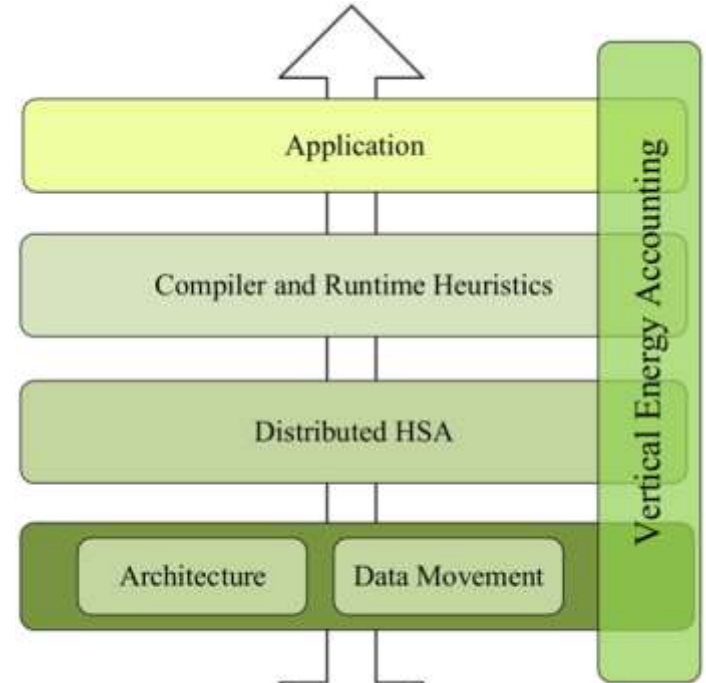 Application
Compiler and Runtime Heuristics
Distributed HSA
Architecture
Data Movement
Vertical Energy Accounting